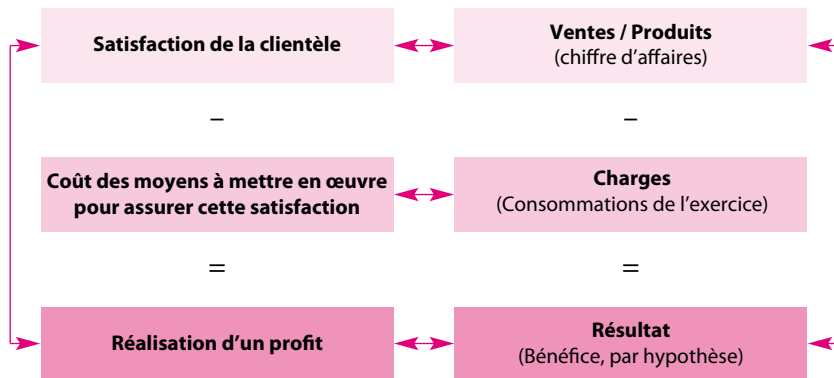 Satisfaction de la clientèle
Ventes / Produits
(chiffre d’affaires)
–
–
Coût des moyens à mettre en œuvre
pour assurer cette satisfaction
Charges
(Consommations de l’exercice)
=
=
Réalisation d’un profit
Résultat
(Bénéfice, par hypothèse)